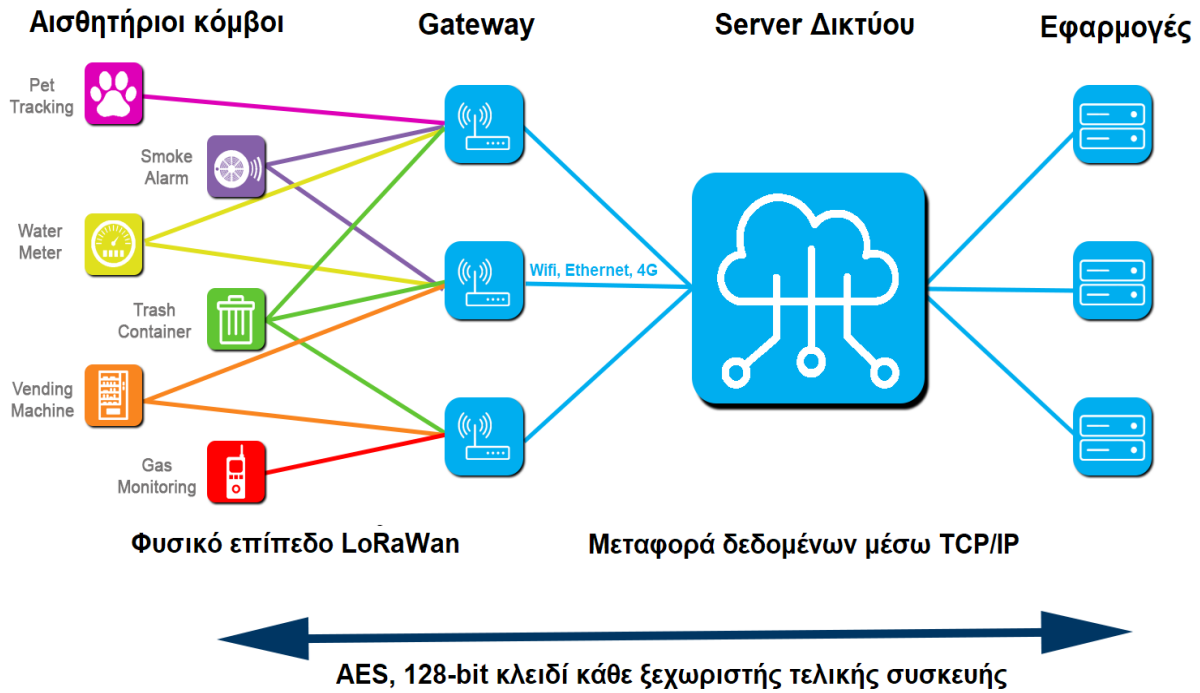 Αισθητήριοι κόμβοι
Gateway
Server Δικτύου
Εφαρμογές
Pet
Tracking
Smoke
Alarm
Water
Meter
Trash
Container
Vending
Machine
Gas
Monitoring
Wifi, Ethernet, 4G
Φυσικό επίπεδο LoRaWan
Μεταφορά δεδομένων μέσω TCP/IP
AES, 128-bit κλειδί κάθε ξεχωριστής τελικής συσκευής